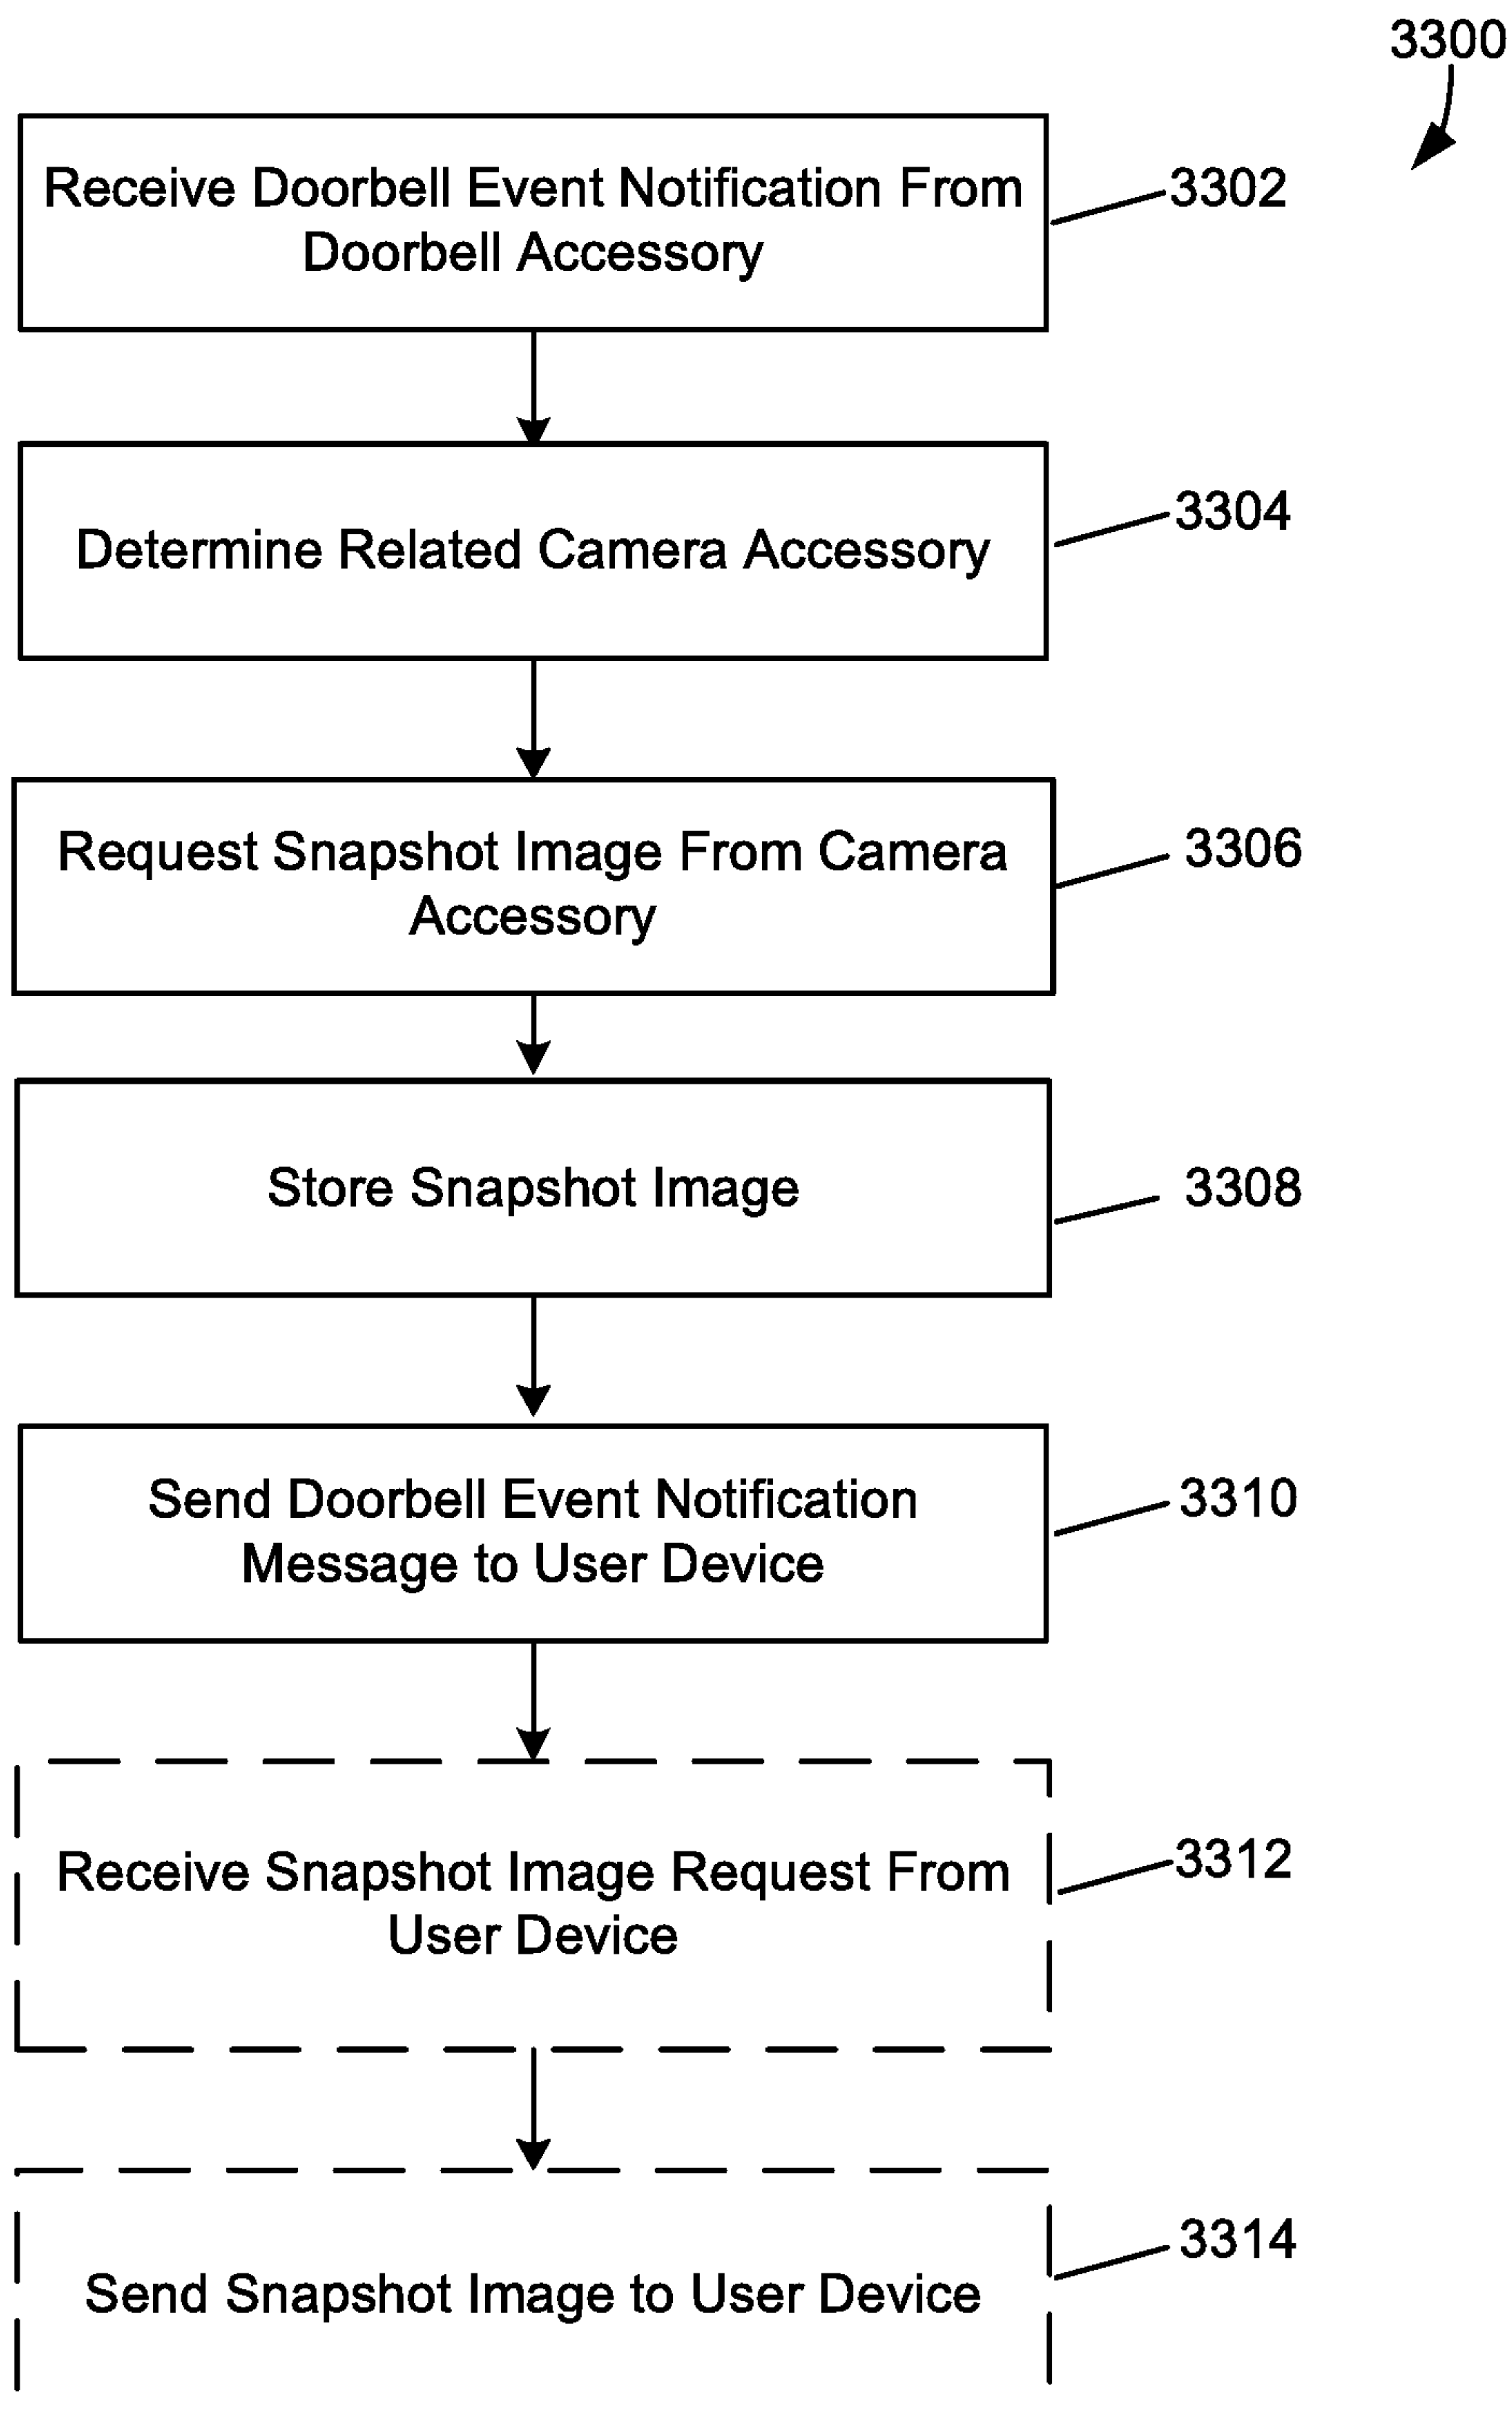 3300
Receive Doorbell Event Notification From
Doorbell Accessory
3302
Determine Related Camera Accessory
3304
Request Snapshot Image From Camera
Accessory
3306
Store Snapshot Image
3308
Send Doorbell Event Notification
Message to User Device
3310
Receive Snapshot Image Request From
User Device
3312
Send Snapshot Image to User Device
3314